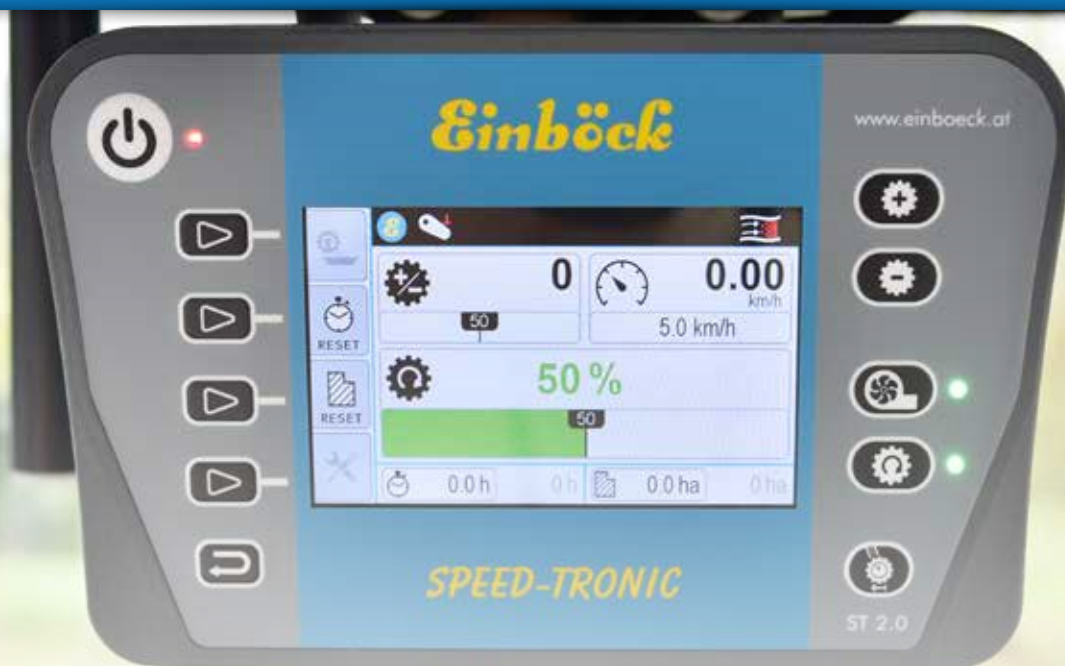 Einböck
www.einboeck.at
0
0.00
km/h
50
5.0 km/h
RESET
50 %
50
RESET
0.0 h
0 h
0.0 ha
0 ha
SPEED-TRONIC
ST 2.0